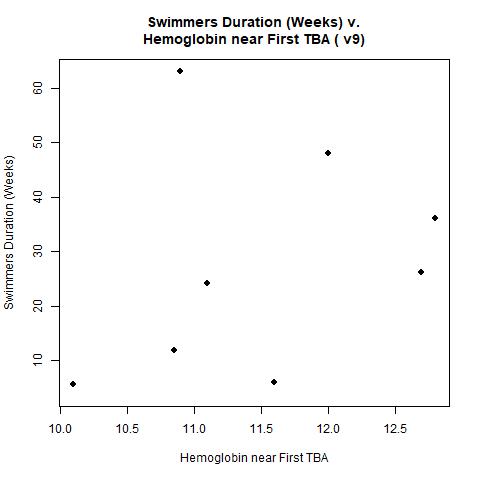 Swimmers Duration (Weeks) v.
Hemoglobin near First TBA ( v9)
Swimmers Duration (Weeks)
60
50
40
30
20
10
10.0 10.5 11.0 11.5 12.0 12.5
Hemoglobin near First TBA